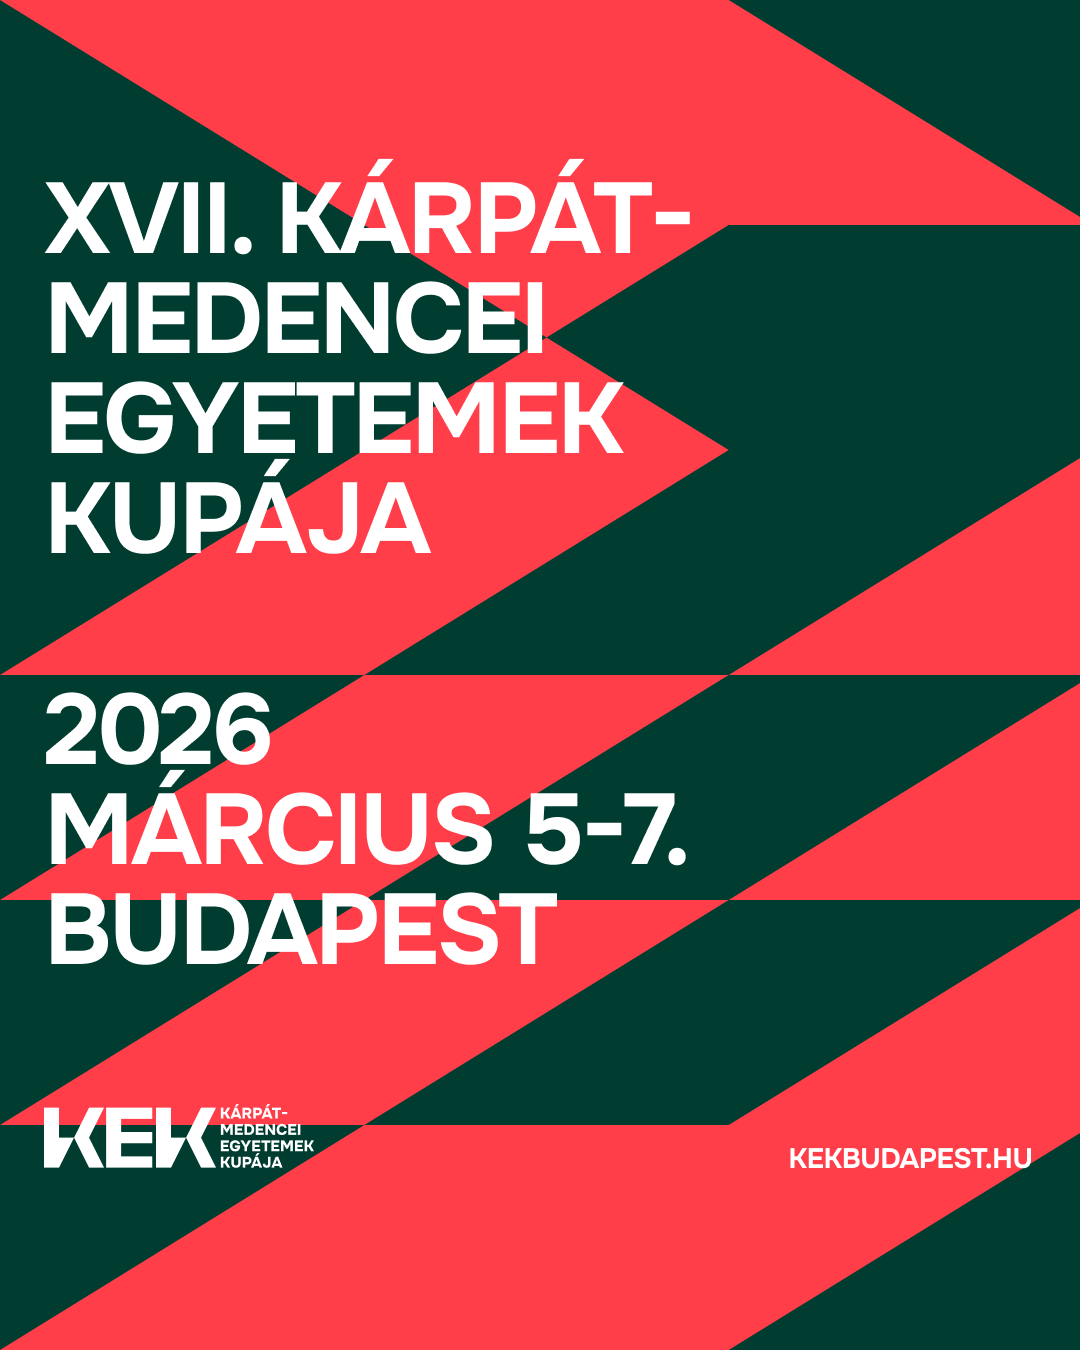 XVII. KÁRPÁT-
MEDENCEI
EGYETEMEK
KUPÁJA
2026
MÁRCIUS 5-7.
BUDAPEST
KEK
KÁRPÁT-
MEDENCEI
EGYETEMEK
KUPÁJA
KEKBUDAPEST.HU